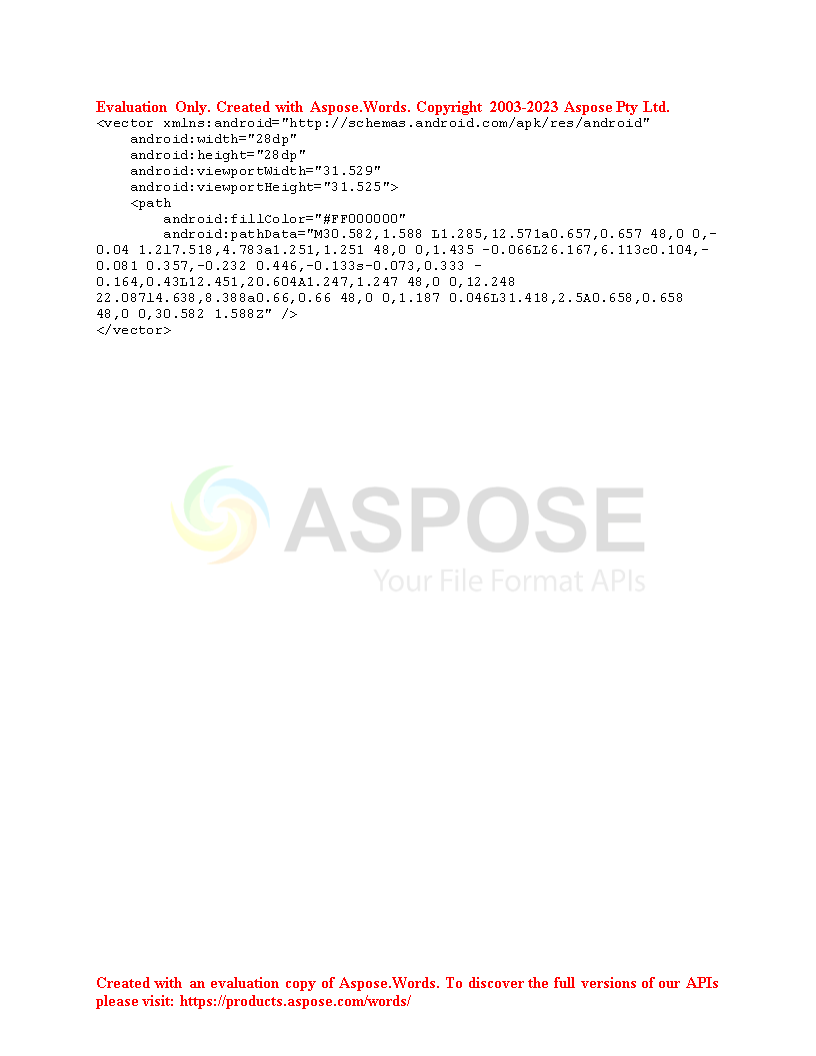 Evaluation Only. Created with Aspose.Words. Copyright 2003-2023 Aspose Pty Ltd.
<vector xmlns:android="http://schemas.android.com/apk/res/android"
    android:width="28dp"
    android:height="28dp"
    android:viewportWidth="31.529"
    android:viewportHeight="31.525">
    <path
        android:fillColor="#FF000000"
        android:pathData="M30.582,1.588 L1.285,12.571a0.657,0.657 48,0 0,-
0.04 1.2l7.518,4.783a1.251,1.251 48,0 0,1.435 -0.066L26.167,6.113c0.104,-
0.081 0.357,-0.232 0.446,-0.133s-0.073,0.333 -
0.164,0.43L12.451,20.604A1.247,1.247 48,0 0,12.248
22.087l4.638,8.388a0.66,0.66 48,0 0,1.187 0.046L31.418,2.5A0.658,0.658
48,0 0,30.582 1.588Z" />
</vector>
ASPOSE
Your File Format APIs
Created with an evaluation copy of Aspose.Words. To discover the full versions of our APIs
please visit: https://products.aspose.com/words/